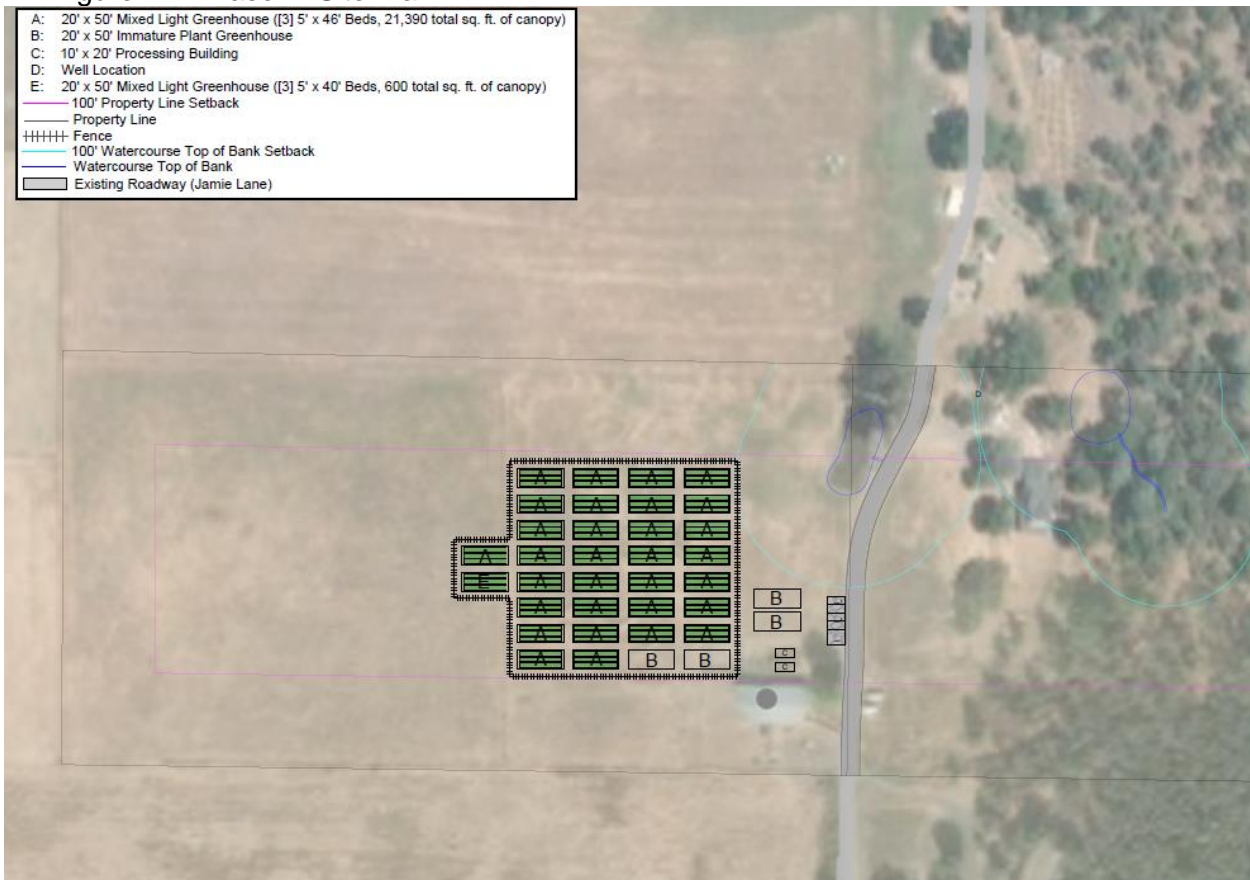 A: 20' x 50' Mixed Light Greenhouse ([3] 5' x 46' Beds, 21,390 total sq. ft. of canopy)
B: 20' x 50' Immature Plant Greenhouse
C: 10' x 20' Processing Building
D: Well Location
E: 20' x 50' Mixed Light Greenhouse ([3] 5' x 40' Beds, 600 total sq. ft. of canopy)
100' Property Line Setback
Property Line
Fence
100' Watercourse Top of Bank Setback
Watercourse Top of Bank
Existing Roadway (Jamie Lane)
D
A A A A
A A A A
A A A A
A A A A A
E A A A A
A A A A B
A A A A B
A A B B C
C